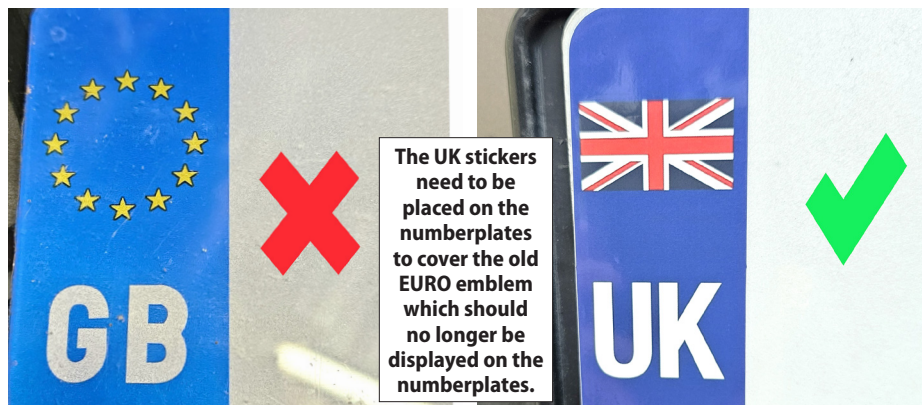 GB
The UK stickers
need to be
placed on the
numberplates
to cover the old
EURO emblem
which should
no longer be
displayed on the
numberplates.
UK